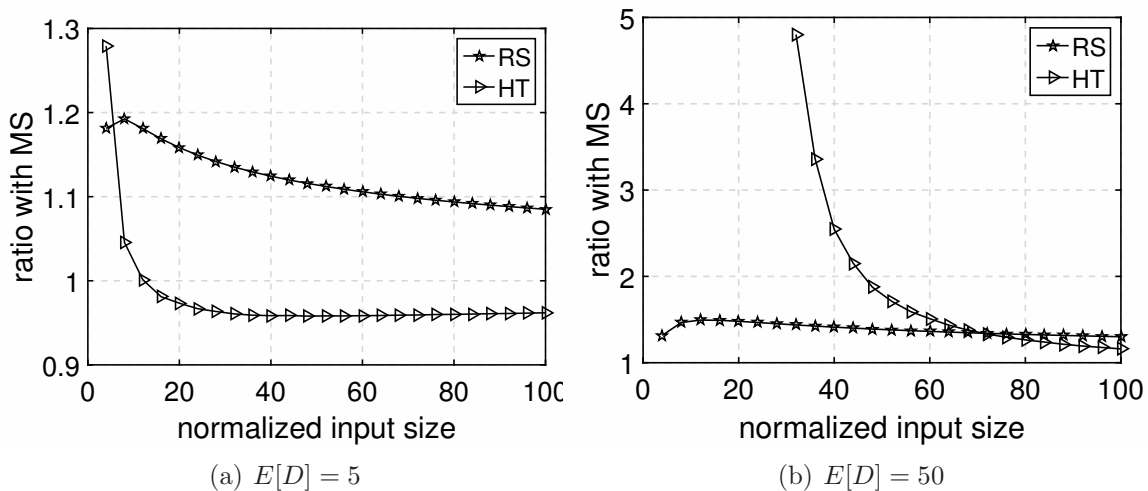 1.3
1.2
1.1
1
0.9
ratio with MS
RS
HT
0 20 40 60 80 100
normalized input size
(a) E[D] = 5
5
4
3
2
1
ratio with MS
RS
HT
0 20 40 60 80 100
normalized input size
(b) E[D] = 50